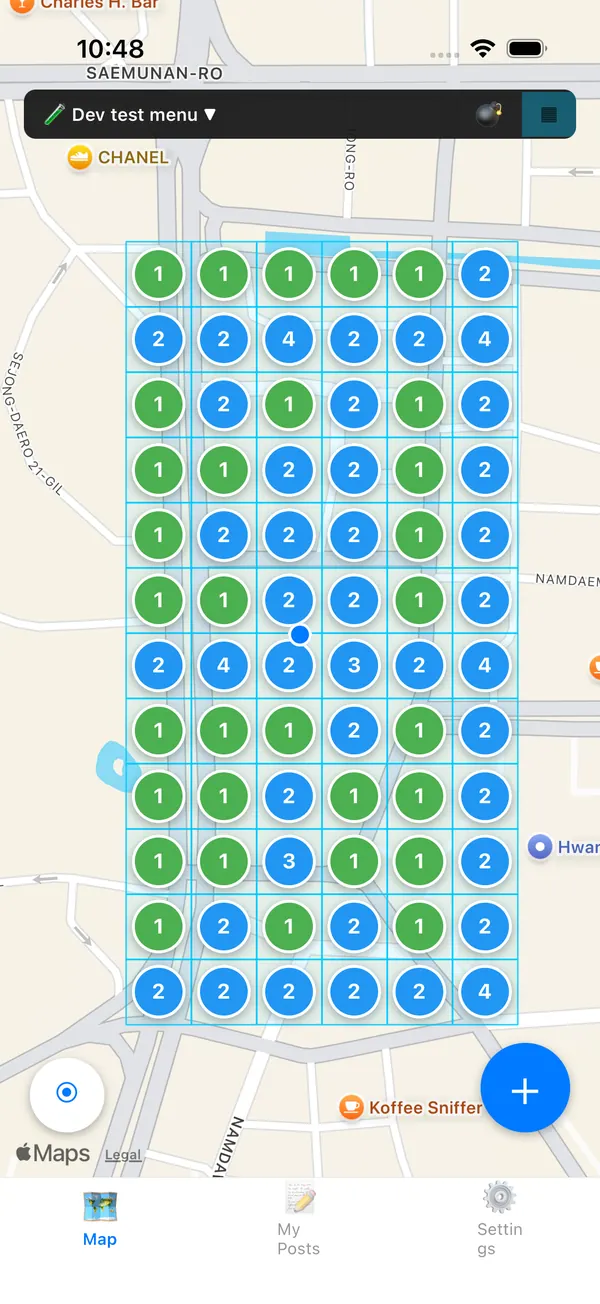 Charles H. Bar
10:48
SAEMUNAN-RO
Dev test menu ▼
CHANEL
ONG-RO
1 1 1 1 1 2
2 2 4 2 2 4
1 2 1 2 1 2
SEJONG-DAERO 21-GIL
1 1 2 2 1 2
1 2 2 2 1 2
NAMDAEM
1 1 2 2 1 2
2 4 2 3 2 4
1 1 1 2 1 2
1 1 2 1 1 2
Hwar
1 1 3 1 1 2
1 2 1 2 1 2
2 2 2 2 2 4
+
Koffee Sniffer
NAMDAE
Maps Legal
Map
My
Posts
Settin
gs